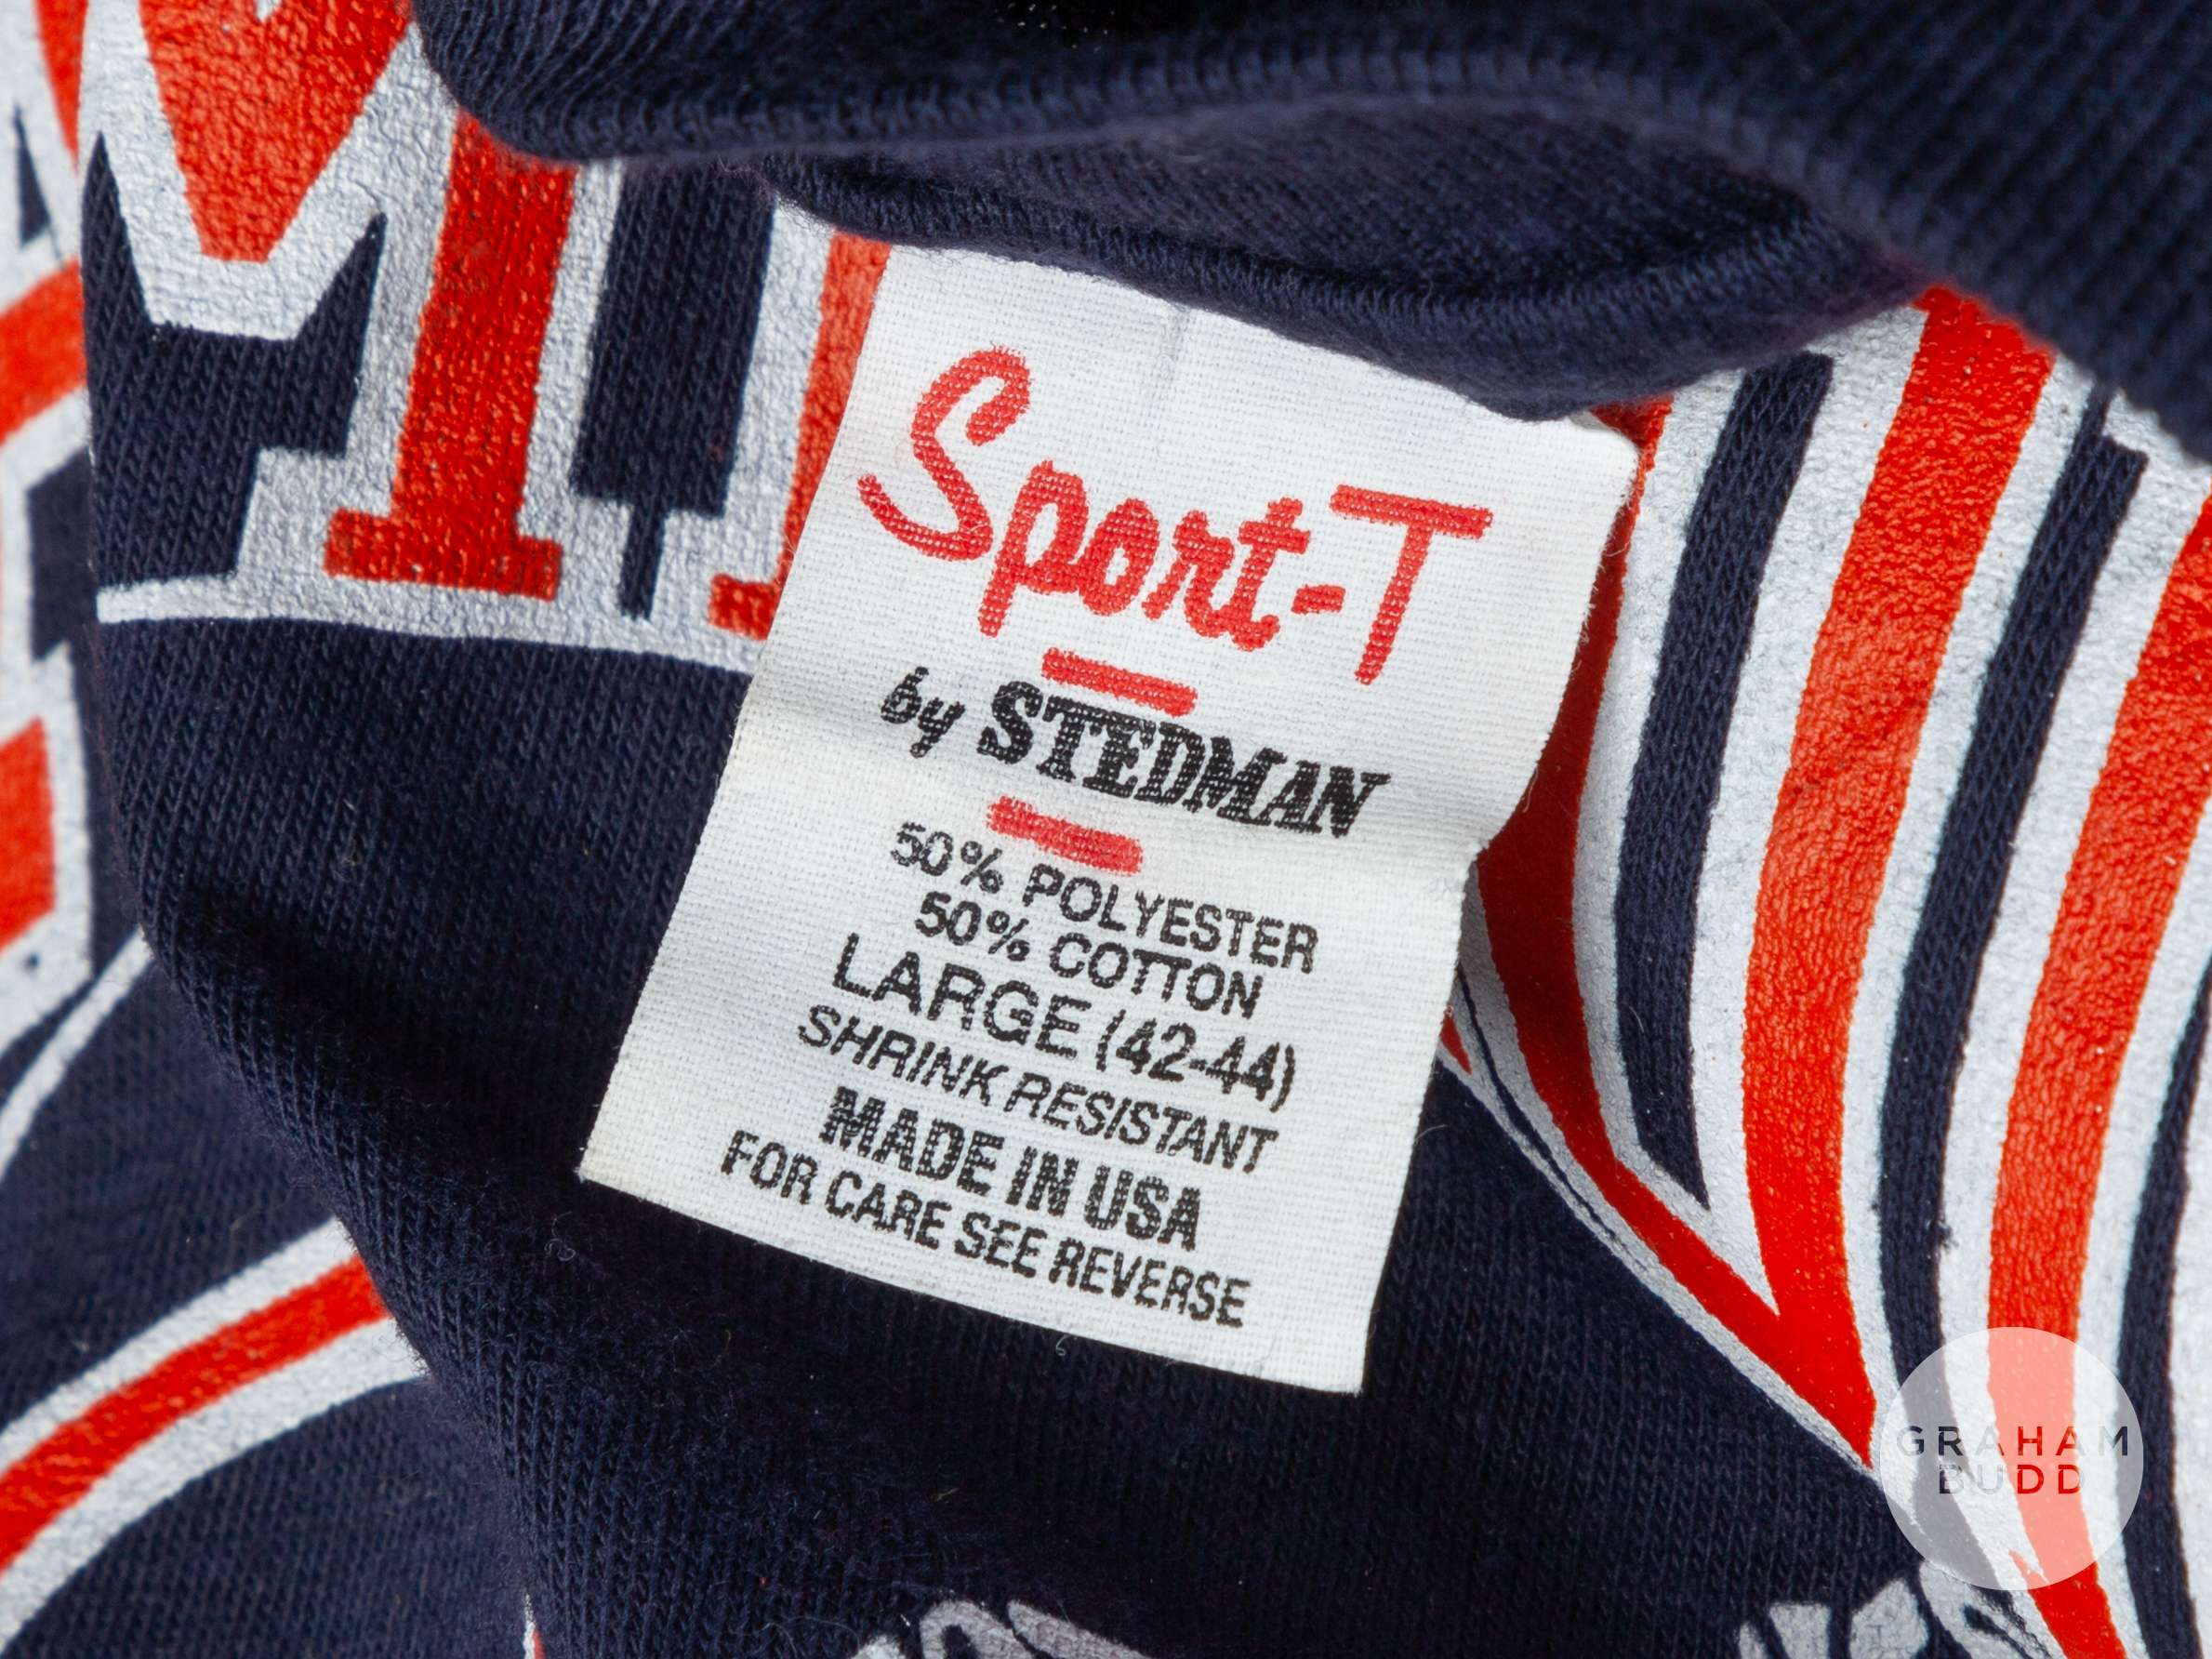 Sport-T
by STEDMAN
50% POLYESTER
50% COTTON
LARGE (42-44)
SHRINK RESISTANT
MADE IN USA
FOR CARE SEE REVERSE
GRAHAM
DUDD